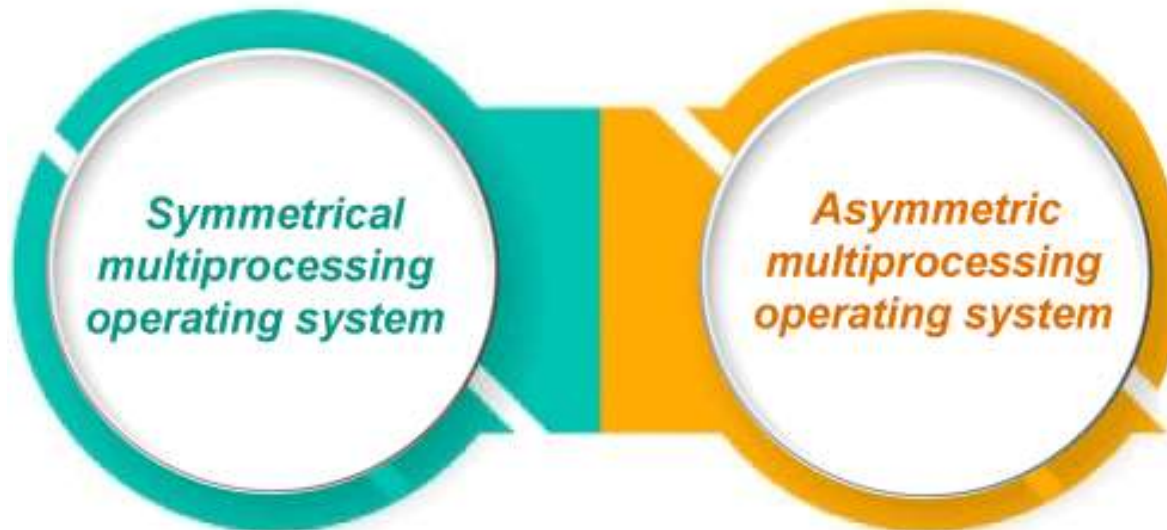 Symmetrical
multiprocessing
operating system
Asymmetric
multiprocessing
operating system